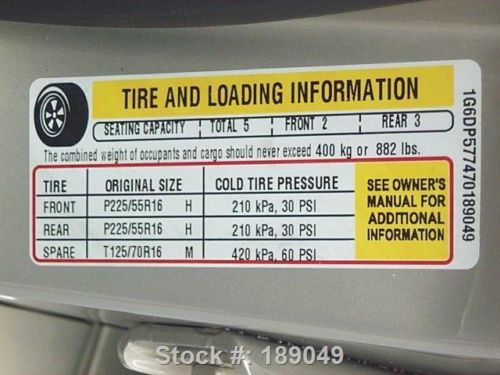 TIRE AND LOADING INFORMATION
SEATING CAPACITY TOTAL 5 FRONT 2 REAR 3
The combined weight of occupants and cargo should never exceed 400 kg or 882 lbs.
TIRE ORIGINAL SIZE COLD TIRE PRESSURE
FRONT P225/55R16 H 210 kPa, 30 PSI
REAR P225/55R16 H 210 kPa, 30 PSI
SPARE T125/70R16 M 420 kPa, 60 PSI
SEE OWNER'S
MANUAL FOR
ADDITIONAL
INFORMATION
1G6DP577470189049
Stock #: 189049